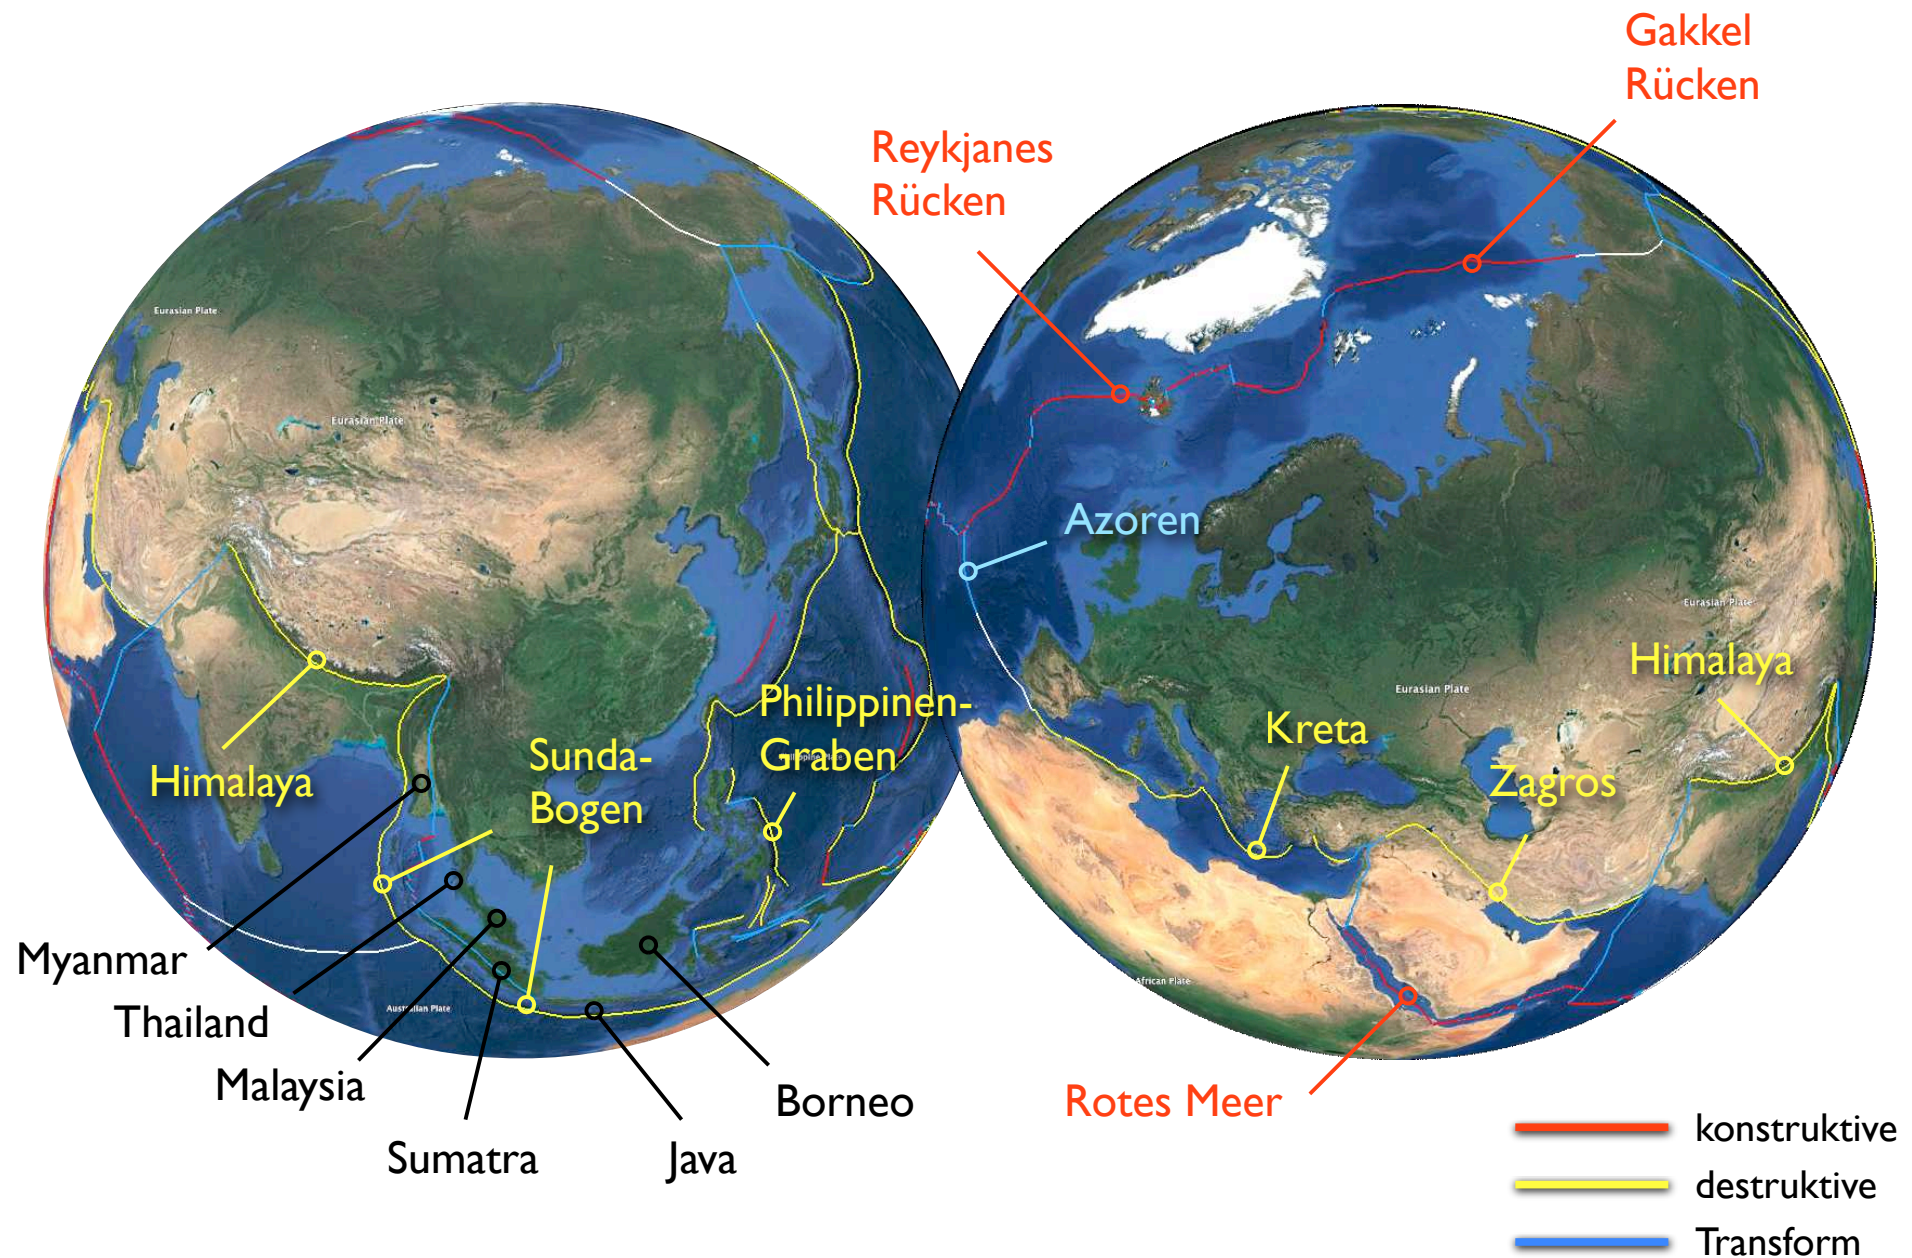 Gakkel
Rücken
Reykjanes
Rücken
Eurasian Plate
Eurasian Plate
Azoren
Eurasian Plate
Himalaya
Eurasian Plate
Philippinen-
Graben
Kreta
Sunda-
Bogen
Himalaya
Zagros
Myanmar
African Plate
Australian Plate
Thailand
Malaysia
Borneo
Rotes Meer
Sumatra
Java
konstruktive
destruktive
Transform